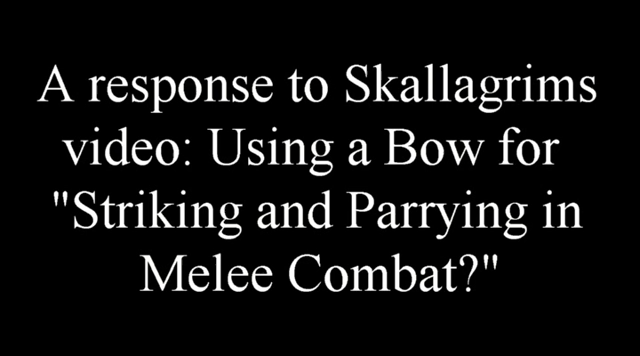 A response to Skallagrims
video: Using a Bow for
"Striking and Parrying in
Melee Combat?"